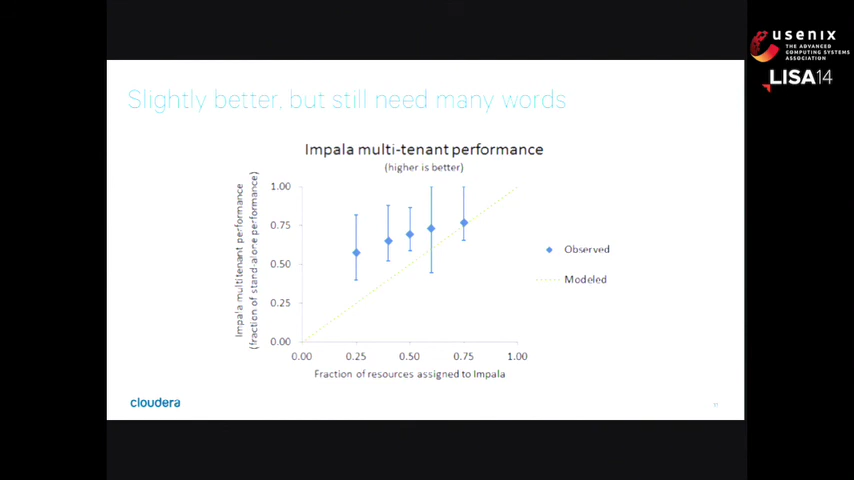 usenix
THE ADVANCED
COMPUTING SYSTEMS
ASSOCIATION
LISA14
Slightly better, but still need many words
Impala multi-tenant performance
(higher is better)
Impala multitenant performance
(fraction of stand-alone performance)
1.00
0.75
0.50
0.25
0.00
0.00 0.25 0.50 0.75 1.00
Fraction of resources assigned to Impala
Observed
Modeled
cloudera